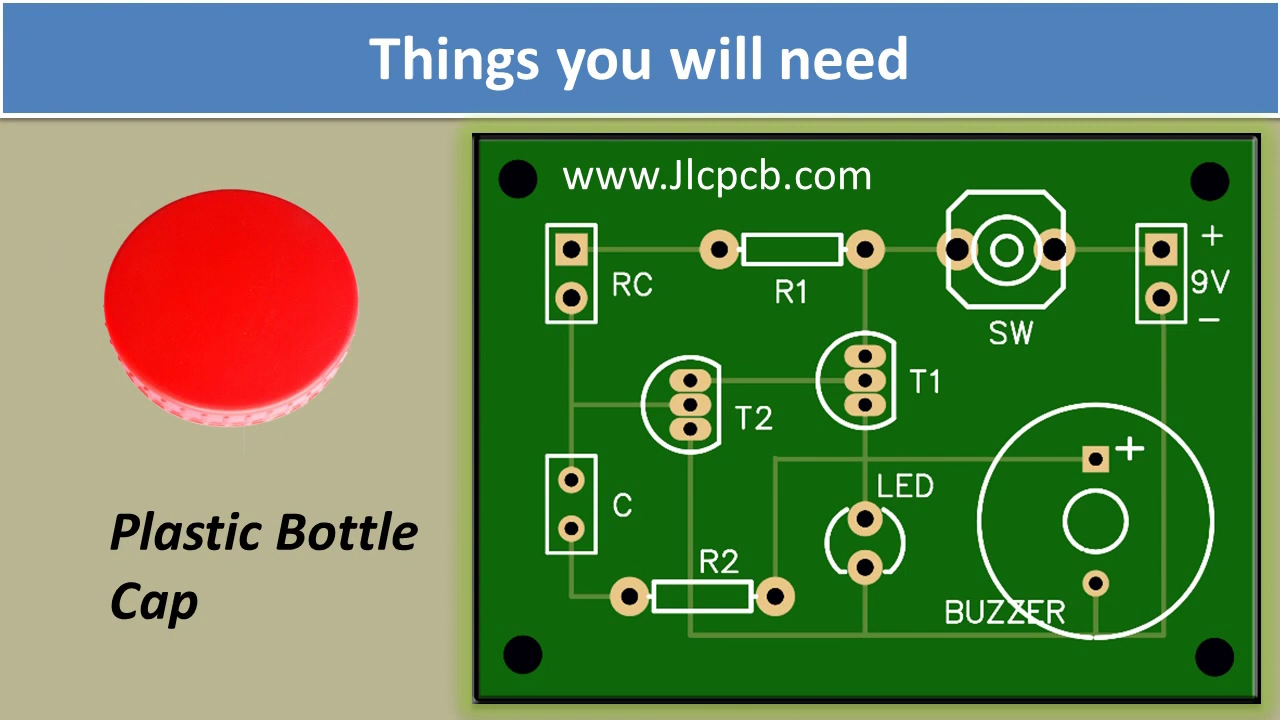 Things you will need
www.Jlcpcb.com
+
RC
R1
9V
SW
−
T1
T2
+
LED
C
R2
BUZZER
Plastic Bottle
Cap